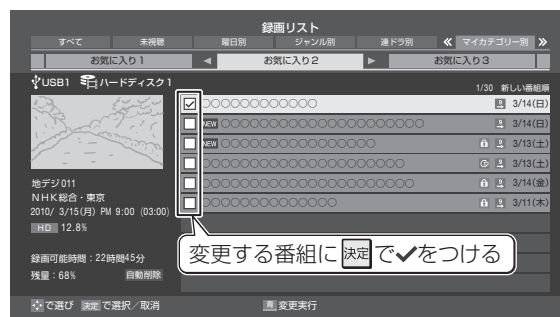 録画リスト
すべて 未視聴 曜日別 ジャンル別 連ドラ別 ≪ マイカテゴリー別 ≫
お気に入り1 ◀ お気に入り2 ▶ お気に入り3
USB1 ハードディスク1
1/30 新しい番組順
✓ ○○○○○○○○○○○○ 3/14(日)
NEW ○○○○○○○○○○○○○○○○○○○○○○ 3/14(日)
NEW ○○○○○○○○○○○○○○○○○ 3/13(土)
○○○○○○○○○○○○○○○○○○○○○ 3/13(土)
○○○○○○○○○○○○○○○○○○○○○○ 3/14(金)
○○○○○○○○○○○○○○ 3/11(木)
地デジ011
NHK総合・東京
2010/ 3/15(月) PM 9:00 (03:00)
HD 12.8%
変更する番組に 決定 で✓をつける
録画可能時間:22時間45分
残量:68% 自動削除
で選び 決定 で選択/取消 青 変更実行